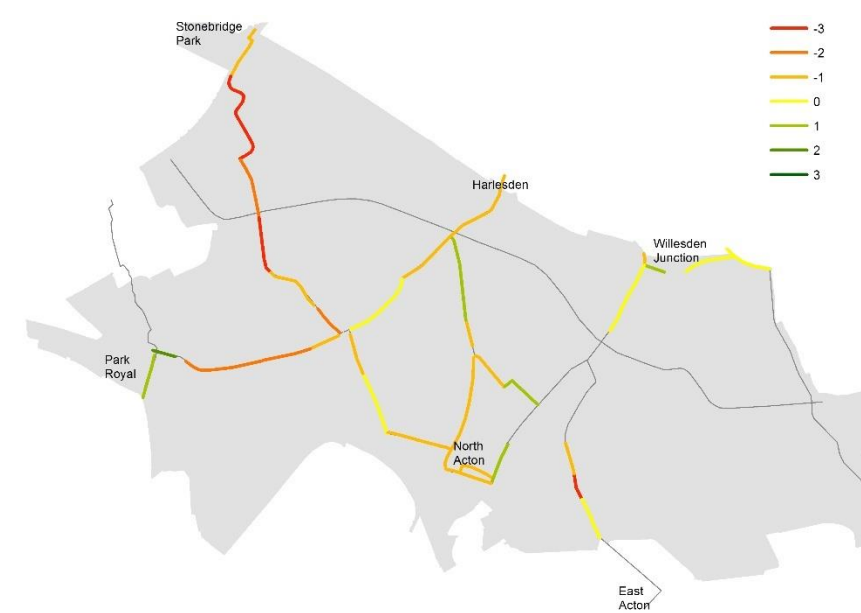 Stonebridge
Park
-3
-2
-1
0
1
2
3
Harlesden
Willesden
Junction
Park
Royal
North
Acton
East
Acton